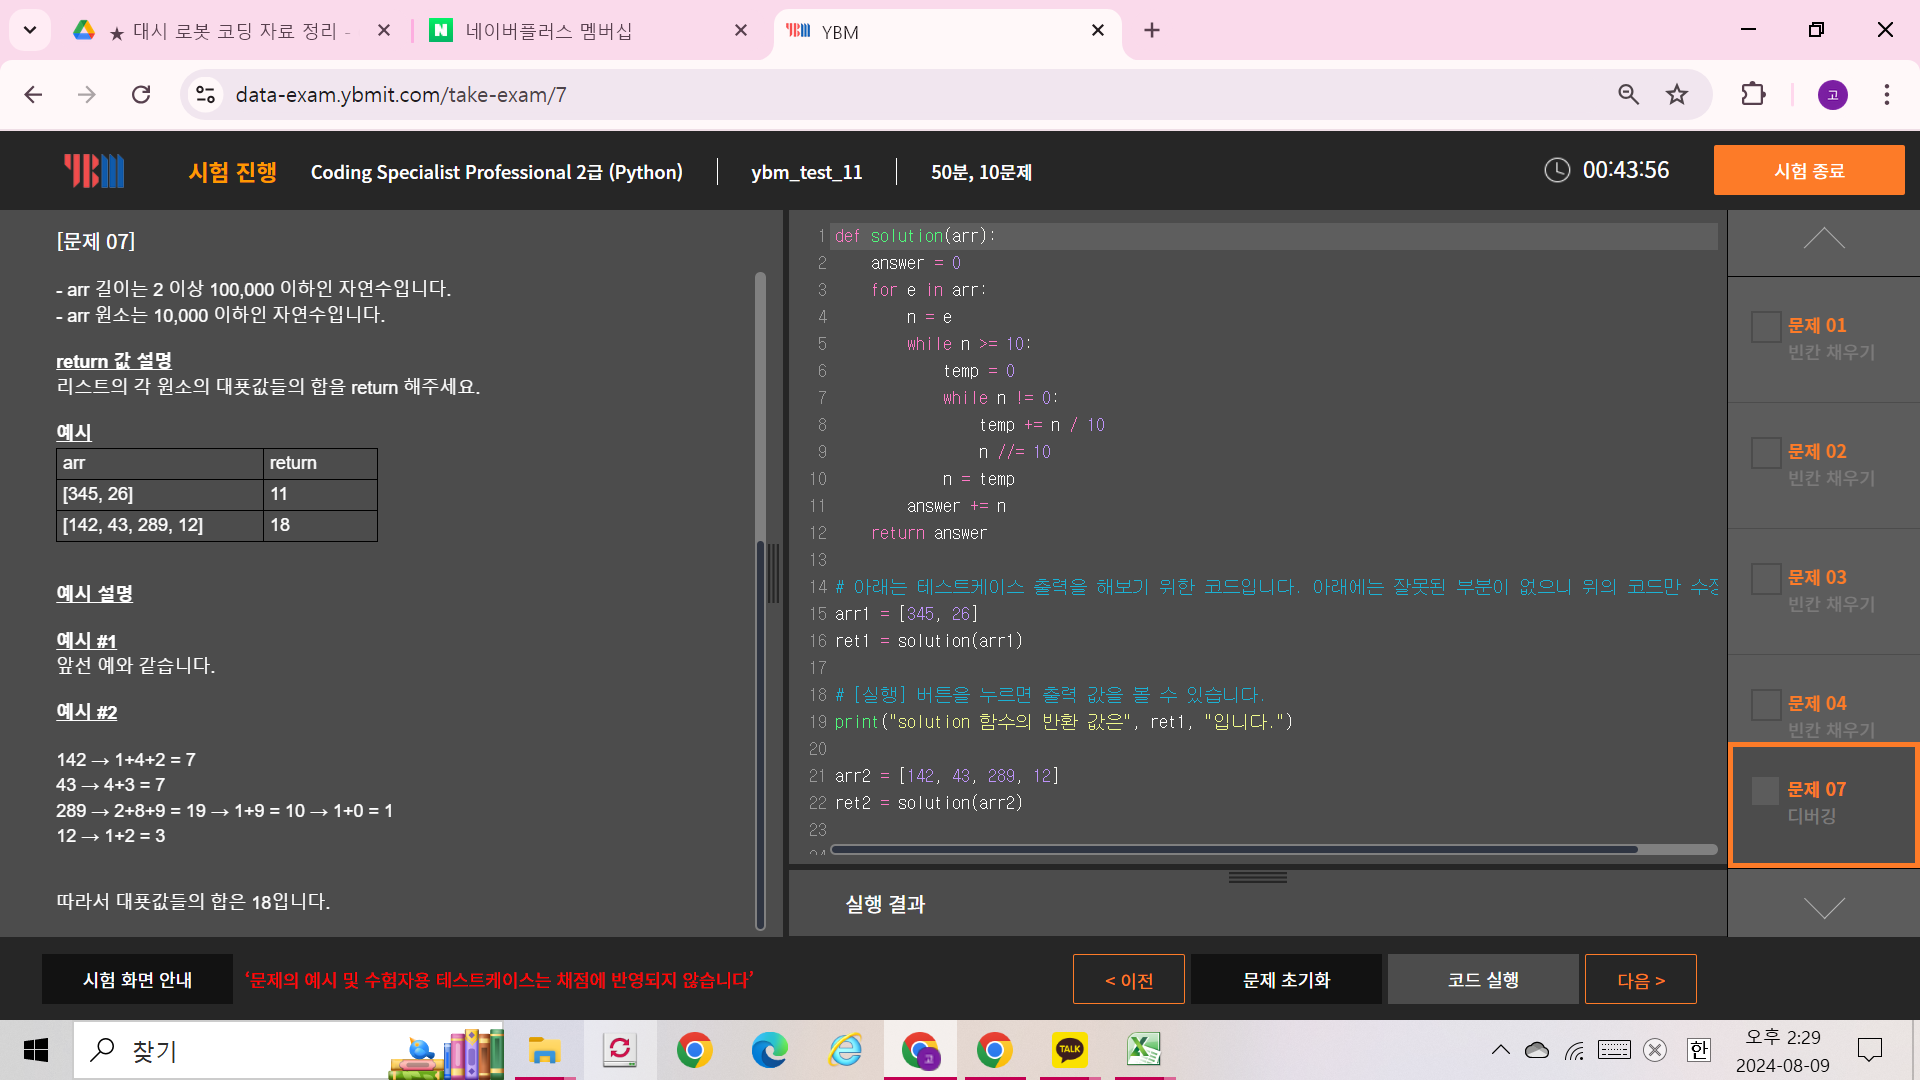 ★ 대시 로봇 코딩 자료 정리 -
네이버플러스 멤버십
YBM
data-exam.ybmit.com/take-exam/7
고
YBM
시험 진행
Coding Specialist Professional 2급 (Python)
ybm_test_11
50분, 10문제
00:43:56
시험 종료
[문제 07]
- arr 길이는 2 이상 100,000 이하인 자연수입니다.
- arr 원소는 10,000 이하인 자연수입니다.
return 값 설명
리스트의 각 원소의 대푯값들의 합을 return 해주세요.
예시
arr return
[345, 26] 11
[142, 43, 289, 12] 18
예시 설명
예시 #1
앞선 예와 같습니다.
예시 #2
142 → 1+4+2 = 7
43 → 4+3 = 7
289 → 2+8+9 = 19 → 1+9 = 10 → 1+0 = 1
12 → 1+2 = 3
따라서 대푯값들의 합은 18입니다.
1 def solution(arr):
2     answer = 0
3     for e in arr:
4         n = e
5         while n >= 10:
6             temp = 0
7             while n != 0:
8                 temp += n / 10
9                 n //= 10
10             n = temp
11         answer += n
12     return answer
13
14 # 아래는 테스트케이스 출력을 해보기 위한 코드입니다. 아래에는 잘못된 부분이 없으니 위의 코드만 수정
15 arr1 = [345, 26]
16 ret1 = solution(arr1)
17
18 # [실행] 버튼을 누르면 출력 값을 볼 수 있습니다.
19 print("solution 함수의 반환 값은", ret1, "입니다.")
20
21 arr2 = [142, 43, 289, 12]
22 ret2 = solution(arr2)
23
24
실행 결과
문제 01
빈칸 채우기
문제 02
빈칸 채우기
문제 03
빈칸 채우기
문제 04
빈칸 채우기
문제 07
디버깅
시험 화면 안내
‘문제의 예시 및 수험자용 테스트케이스는 채점에 반영되지 않습니다’
< 이전
문제 초기화
코드 실행
다음 >
찾기
고
TALK
한
오후 2:29
2024-08-09